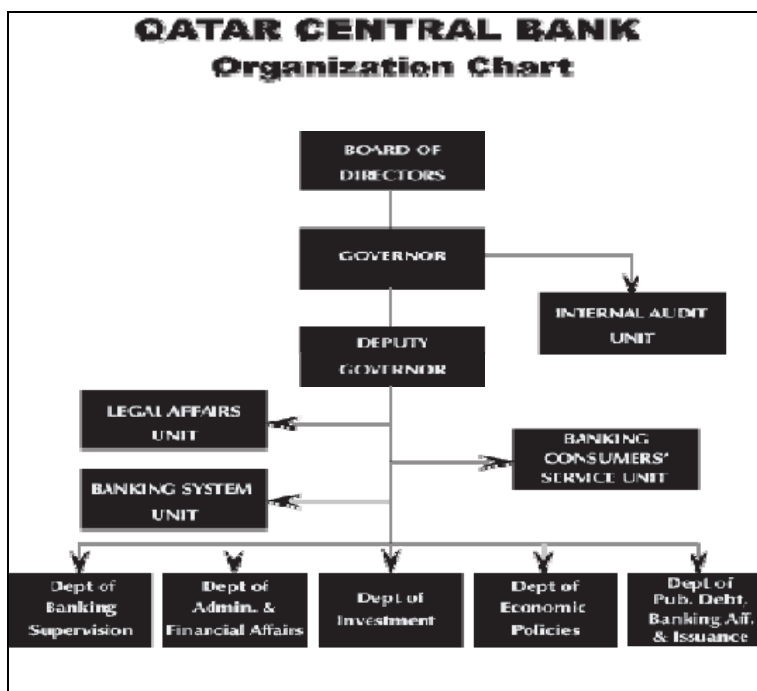 QATAR CENTRAL BANK
Organization Chart
BOARD OF
DIRECTORS
GOVERNOR
INTERNAL AUDIT
UNIT
DEPUTY
GOVERNOR
LEGAL AFFAIRS
UNIT
BANKING
CONSUMERS'
SERVICE UNIT
BANKING SYSTEM
UNIT
Dept of
Banking
Supervision
Dept of
Admin. &
Financial Affairs
Dept of
Investment
Dept of
Economic
Policies
Dept of
Pub. Debt,
Banking Aff.
& Issuance